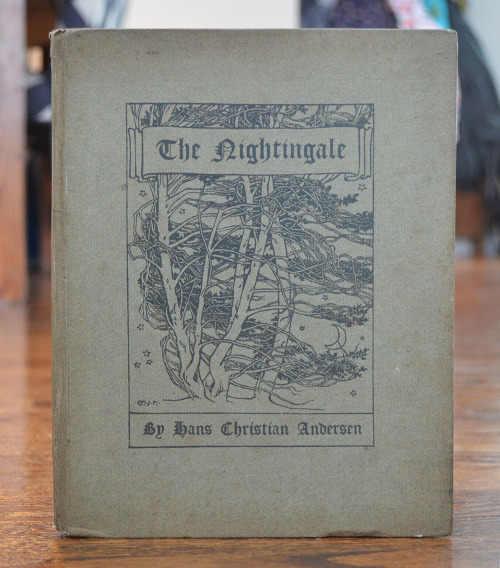 The Nightingale
By Hans Christian Andersen